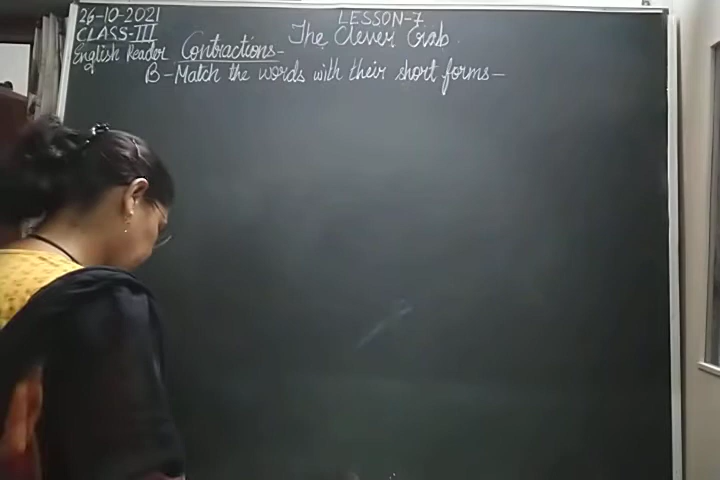 26-10-2021
CLASS-III
English Reader
LESSON-7
The Clever Crab.
Contractions-
B-Match the words with their short forms-